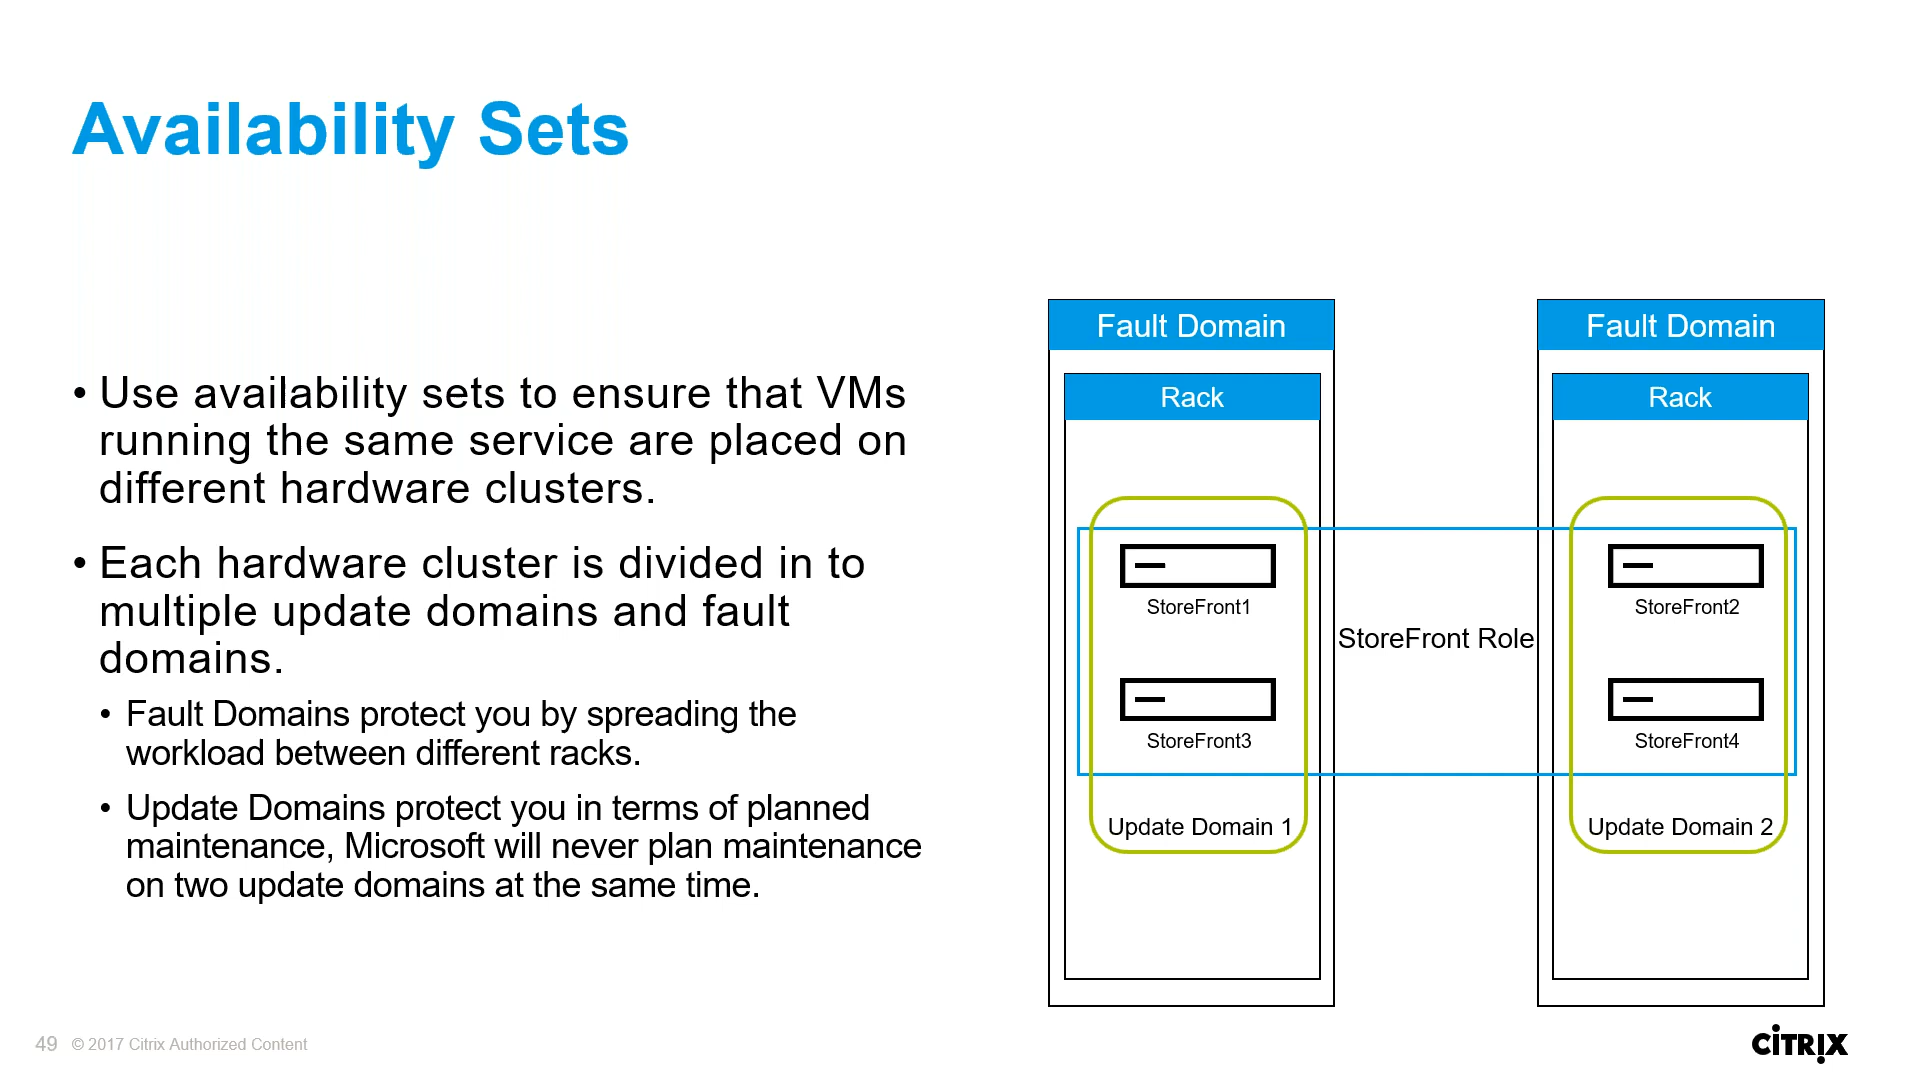 Availability Sets
• Use availability sets to ensure that VMs
running the same service are placed on
different hardware clusters.
• Each hardware cluster is divided in to
multiple update domains and fault
domains.
• Fault Domains protect you by spreading the
workload between different racks.
• Update Domains protect you in terms of planned
maintenance, Microsoft will never plan maintenance
on two update domains at the same time.
Fault Domain
Rack
StoreFront1
StoreFront3
Update Domain 1
StoreFront Role
Fault Domain
Rack
StoreFront2
StoreFront4
Update Domain 2
49 © 2017 Citrix Authorized Content
CiTRIX